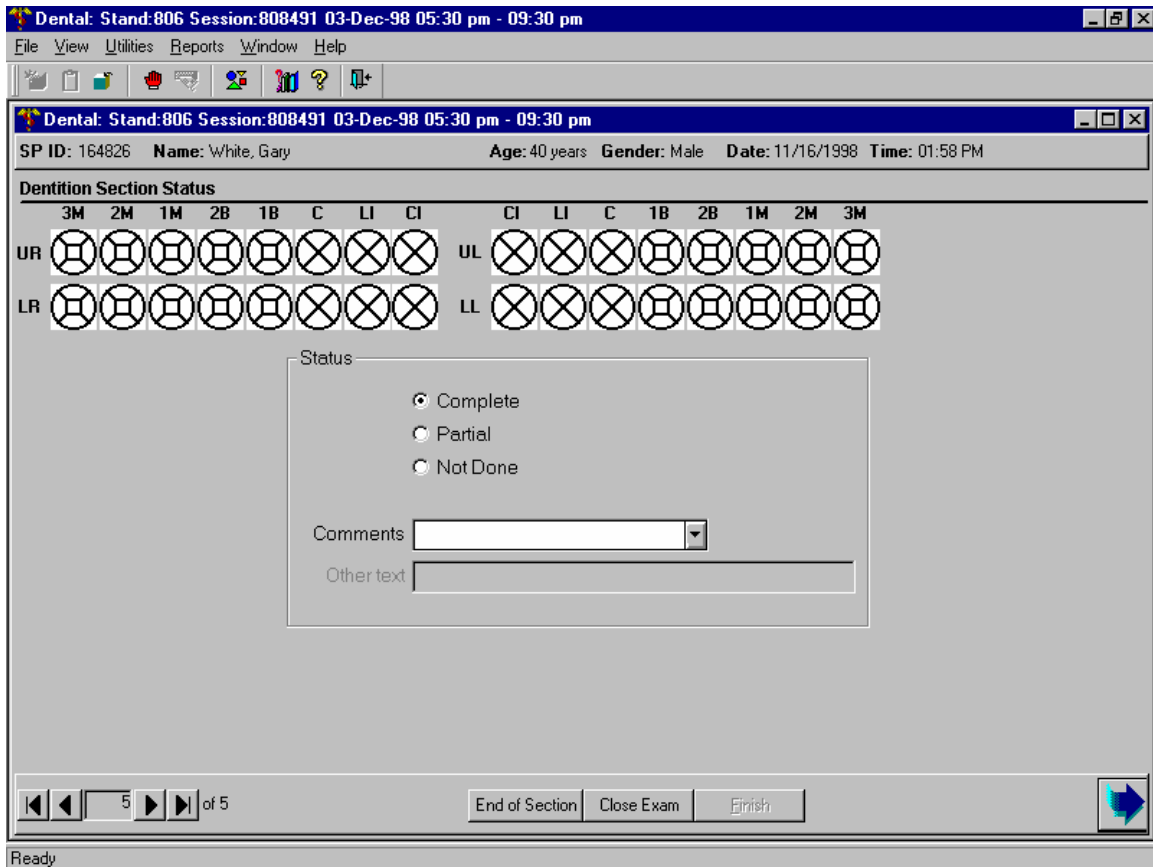 Dental: Stand:806 Session:808491 03-Dec-98 05:30 pm - 09:30 pm
File View Utilities Reports Window Help
Dental: Stand:806 Session:808491 03-Dec-98 05:30 pm - 09:30 pm
SP ID: 164826 Name: White, Gary Age: 40 years Gender: Male Date: 11/16/1998 Time: 01:58 PM
Dentition Section Status
3M 2M 1M 2B 1B C LI CI CI LI C 1B 2B 1M 2M 3M
UR UL
LR LL
Status
Complete
Partial
Not Done
Comments
Other text
5 of 5 End of Section Close Exam Finish
Ready